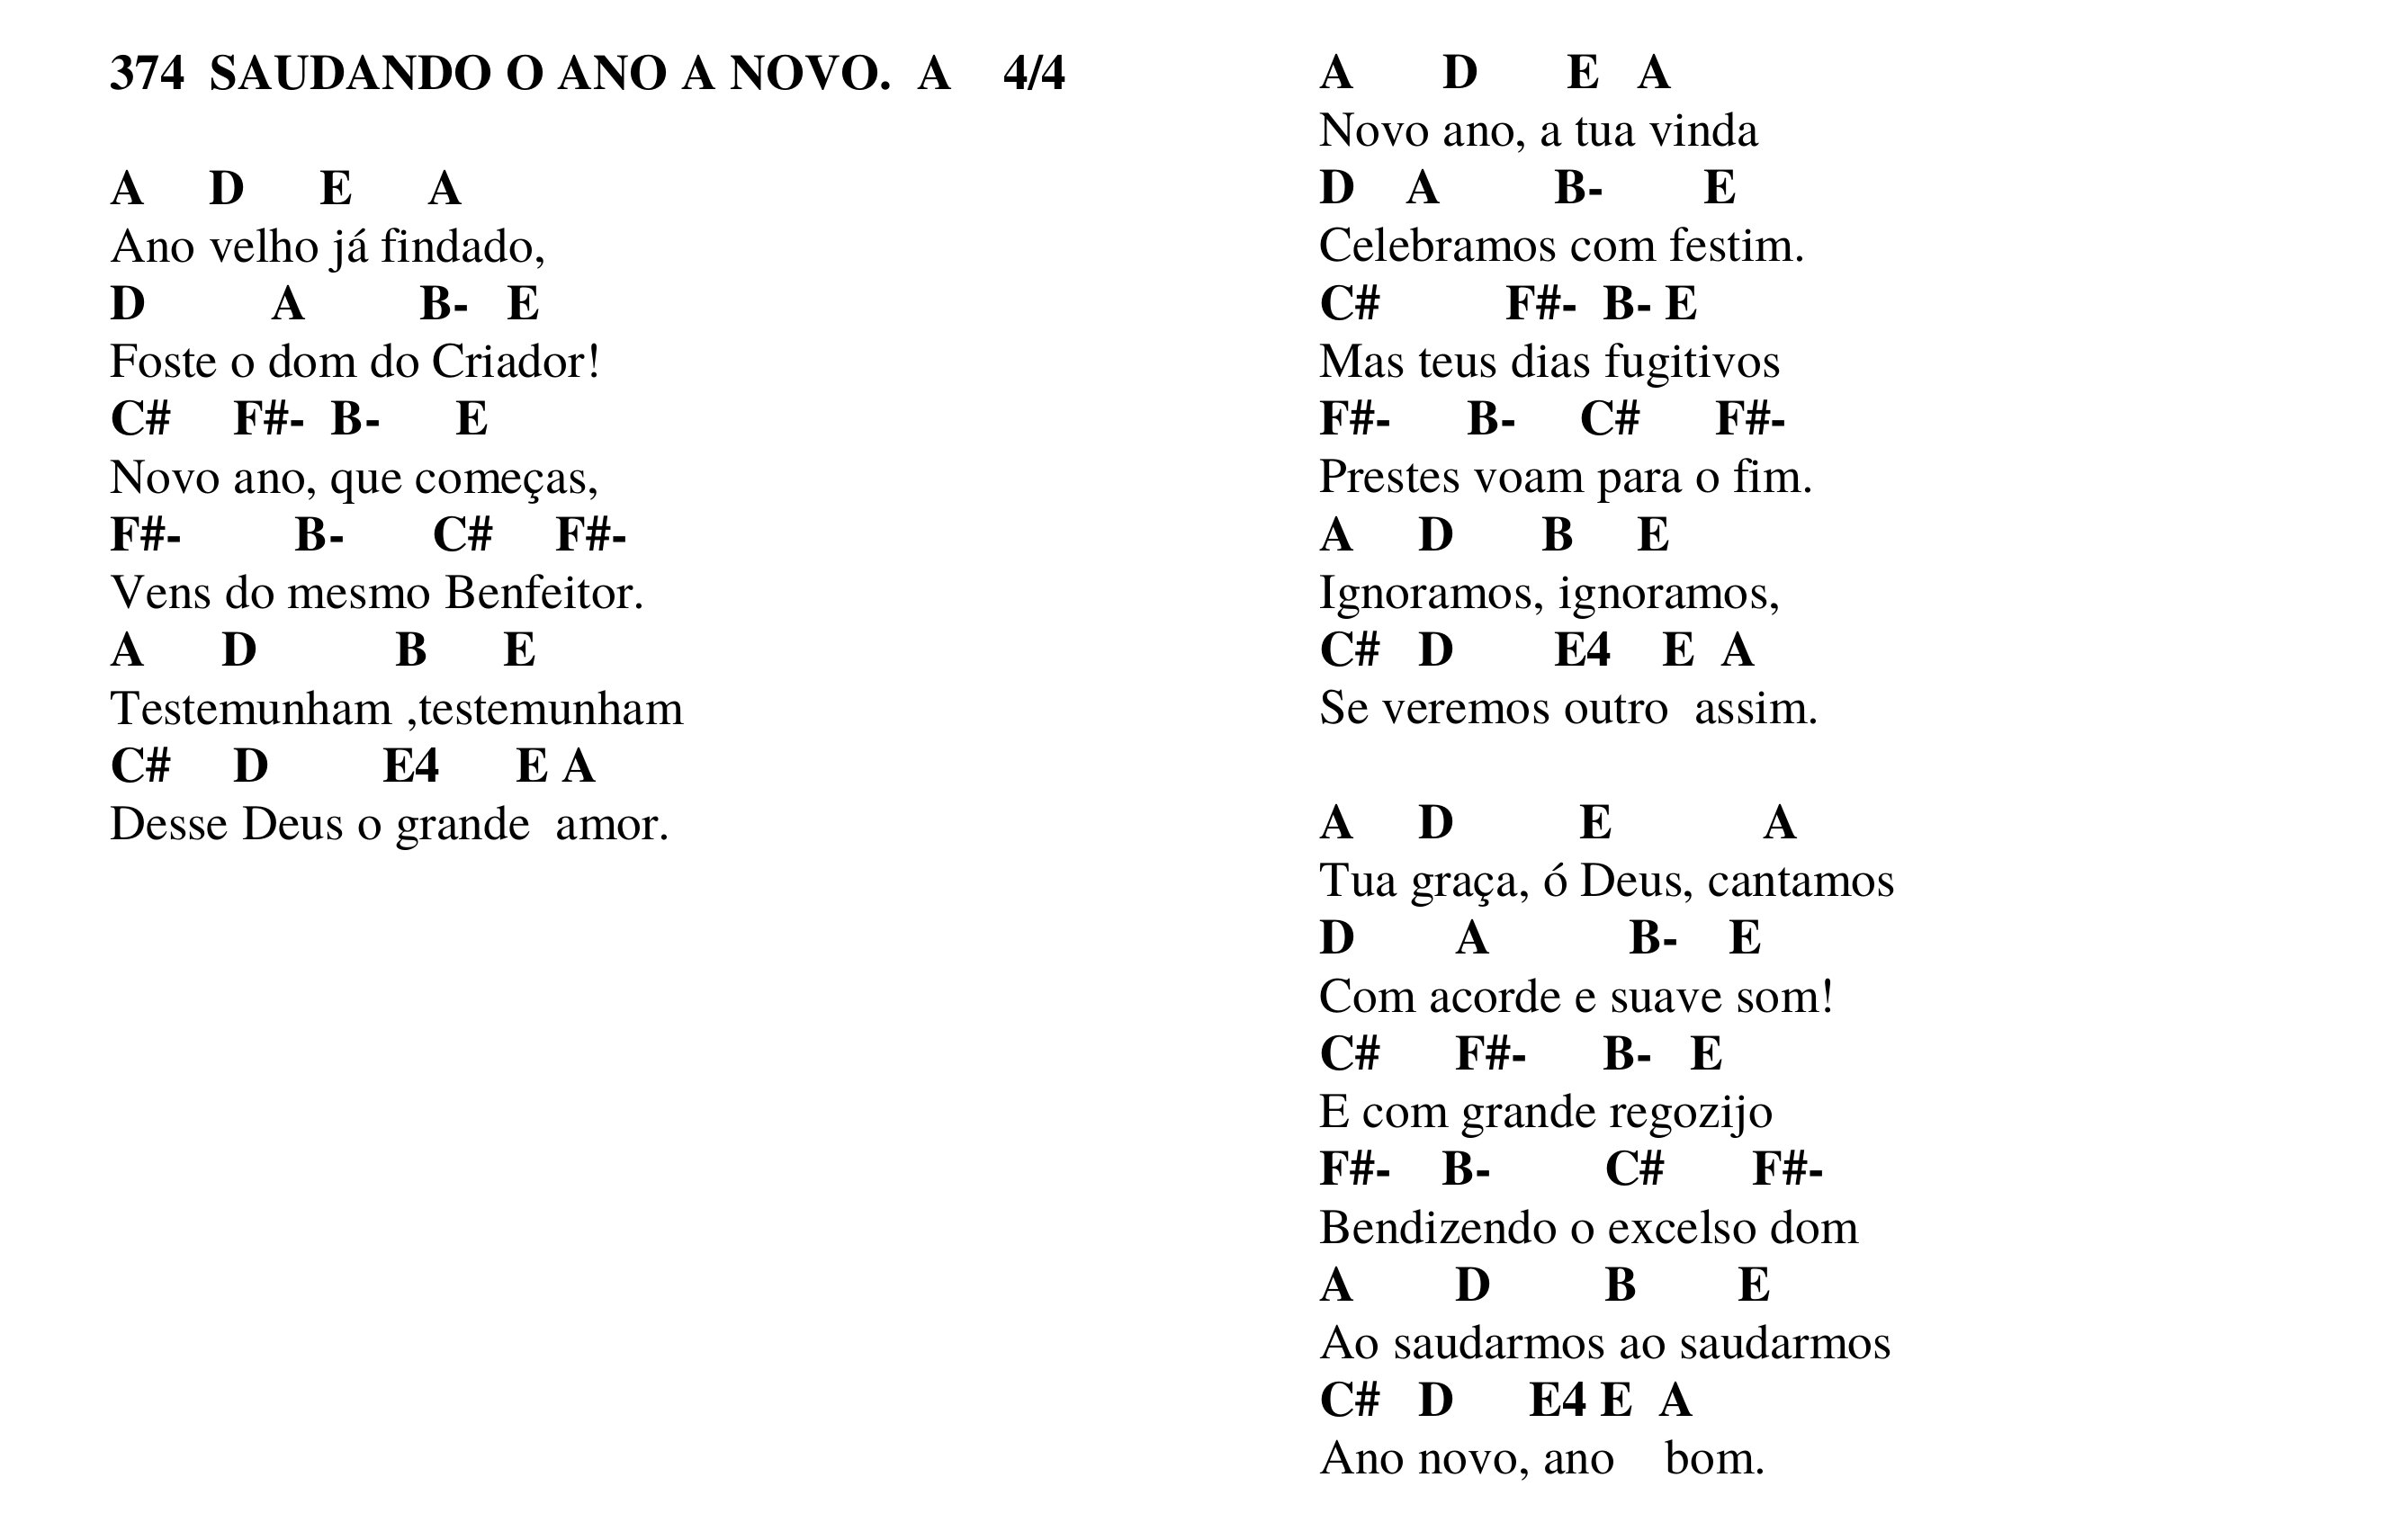 374  SAUDANDO O ANO A NOVO.  A    4/4
A     D      E      A
Ano velho já findado,
D          A         B-   E
Foste o dom do Criador!
C#     F#-  B-      E
Novo ano, que começas,
F#-         B-       C#     F#-
Vens do mesmo Benfeitor.
A      D           B      E
Testemunham ,testemunham
C#     D         E4      E A
Desse Deus o grande  amor.
A       D       E   A
Novo ano, a tua vinda
D    A         B-        E
Celebramos com festim.
C#          F#-  B- E
Mas teus dias fugitivos
F#-      B-     C#      F#-
Prestes voam para o fim.
A     D       B     E
Ignoramos, ignoramos,
C#   D        E4    E  A
Se veremos outro  assim.
A     D          E            A
Tua graça, ó Deus, cantamos
D        A           B-    E
Com acorde e suave som!
C#      F#-      B-   E
E com grande regozijo
F#-    B-         C#       F#-
Bendizendo o excelso dom
A        D         B        E
Ao saudarmos ao saudarmos
C#   D      E4 E  A
Ano novo, ano    bom.